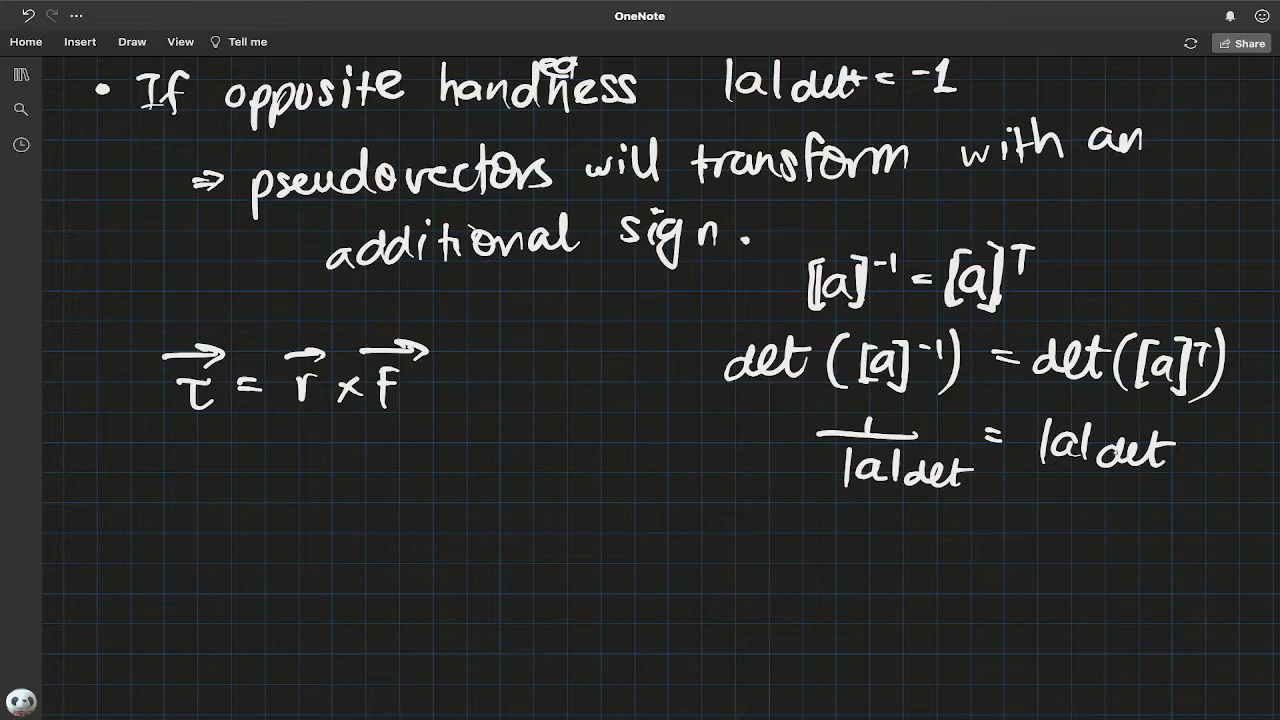 OneNote
Home Insert Draw View Tell me Share
• If opposite handedness |a|det = -1
⇒ pseudovectors will transform with an
additional sign.
[a]⁻¹ = [a]ᵀ
det([a]⁻¹) = det([a]ᵀ)
τ⃗ = r⃗ × F⃗
1/|a|det = |a|det